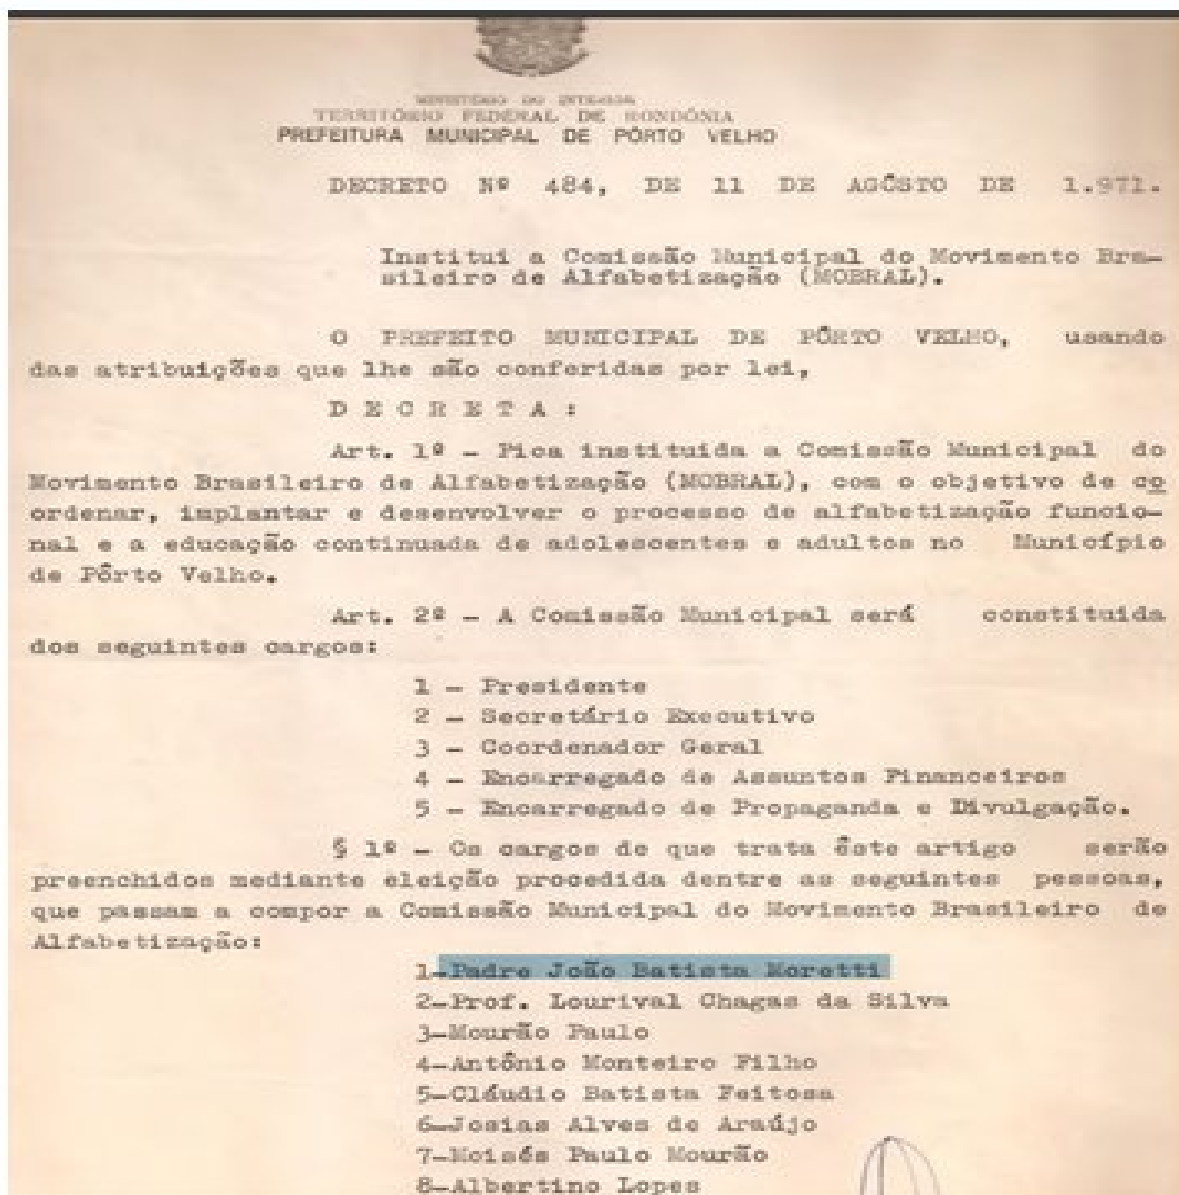 MINISTÉRIO DO INTERIOR
TERRITÓRIO FEDERAL DE RONDÔNIA
PREFEITURA MUNICIPAL DE PÔRTO VELHO
DECRETO Nº 484, DE 11 DE AGÔSTO DE 1.971.
Institui a Comissão Municipal do Movimento Bra-
sileiro de Alfabetização (MOBRAL).
O PREFEITO MUNICIPAL DE PÔRTO VELHO, usando
das atribuições que lhe são conferidas por lei,
D E C R E T A :
Art. 1º - Fica instituida a Comissão Municipal do
Movimento Brasileiro de Alfabetização (MOBRAL), com o objetivo de co
ordenar, implantar e desenvolver o processo de alfabetização funcio-
nal e a educação continuada de adolescentes e adultos no Município
de Pôrto Velho.
Art. 2º - A Comissão Municipal será constituida
dos seguintes cargos:
1 - Presidente
2 - Secretário Executivo
3 - Coordenador Geral
4 - Encarregado de Assuntos Financeiros
5 - Encarregado de Propaganda e Divulgação.
§ 1º - Os cargos de que trata êste artigo serão
preenchidos mediante eleição procedida dentre as seguintes pessoas,
que passam a compor a Comissão Municipal do Movimento Brasileiro de
Alfabetização:
1-Padre João Batista Moretti
2-Prof. Lourival Chagas da Silva
3-Mourão Paulo
4-Antônio Monteiro Filho
5-Cláudio Batista Feitosa
6-Josias Alves de Araújo
7-Moisés Paulo Mourão
8-Albertino Lopes